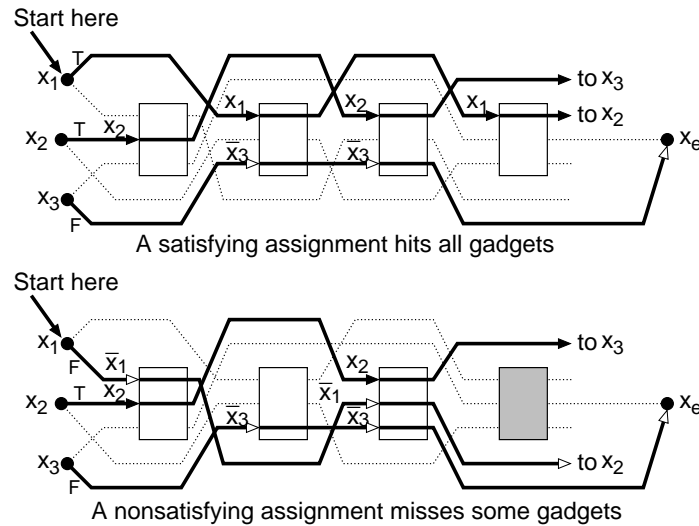 Start here
T
x1
x1
x2
x1
to x3
to x2
x2
T
x2
x̅3
x̅3
xe
x3
F
A satisfying assignment hits all gadgets
Start here
x1
F
x̅1
x2
to x3
x2
T
x2
x̅3
x̅1
x̅3
xe
x3
F
to x2
A nonsatisfying assignment misses some gadgets